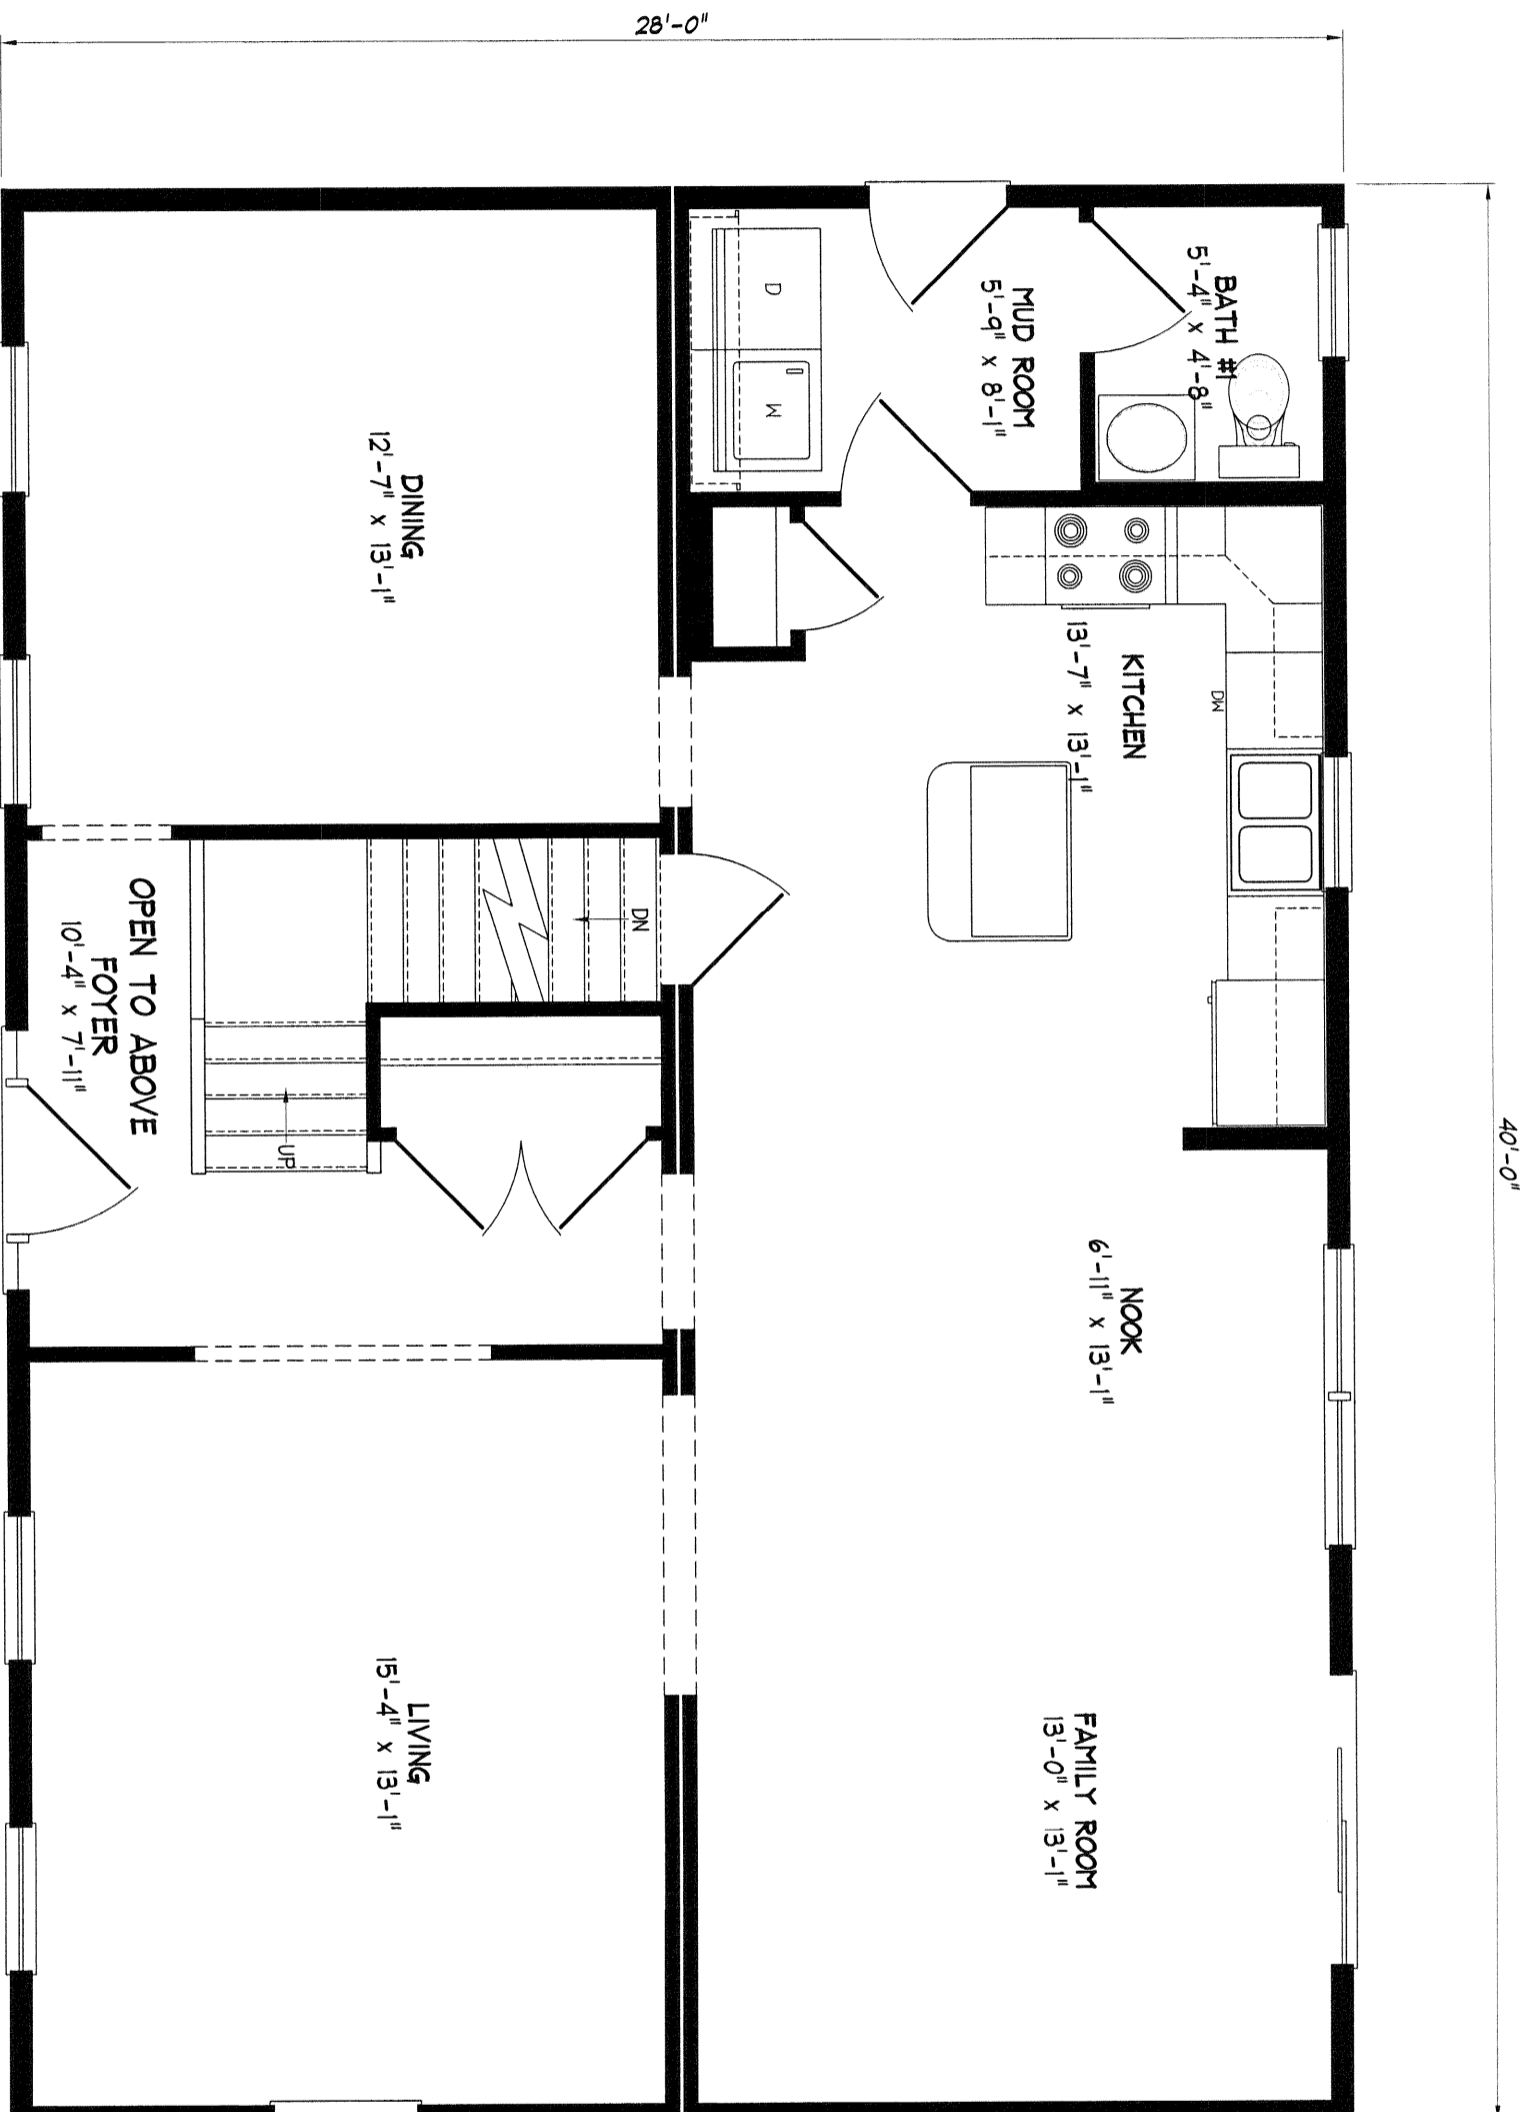 28'-0"
40'-0"
BATH #1
5'-4" x 4'-8"
MUD ROOM
5'-9" x 8'-1"
D
W
KITCHEN
13'-7" x 13'-1"
DW
NOOK
6'-11" x 13'-1"
FAMILY ROOM
13'-0" x 13'-1"
DINING
12'-7" x 13'-1"
DN
UP
OPEN TO ABOVE
FOYER
10'-4" x 7'-11"
LIVING
15'-4" x 13'-1"